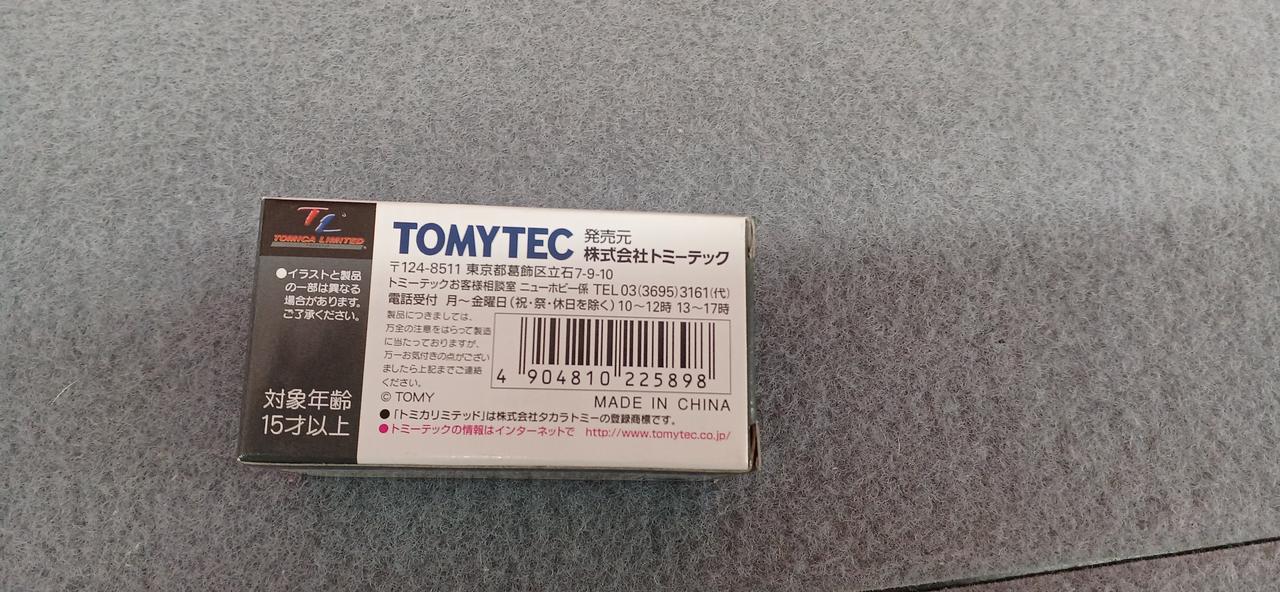 TL
TOMICA LIMITED
●イラストと製品
の一部は異なる
場合があります。
ご了承ください。
対象年齢
15才以上
TOMYTEC 発売元
株式会社トミーテック
〒124-8511 東京都葛飾区立石7-9-10
トミーテックお客様相談室 ニューホビー係 TEL 03(3695)3161(代)
電話受付 月～金曜日(祝・祭・休日を除く)10～12時 13～17時
製品につきましては、
万全の注意をはらって製造
に当たっておりますが、
万一お気付きの点がござい
ましたら上記までご連絡
ください。
4 904810 225898
© TOMY
MADE IN CHINA
●「トミカリミテッド」は株式会社タカラトミーの登録商標です。
●トミーテックの情報はインターネットで http://www.tomytec.co.jp/